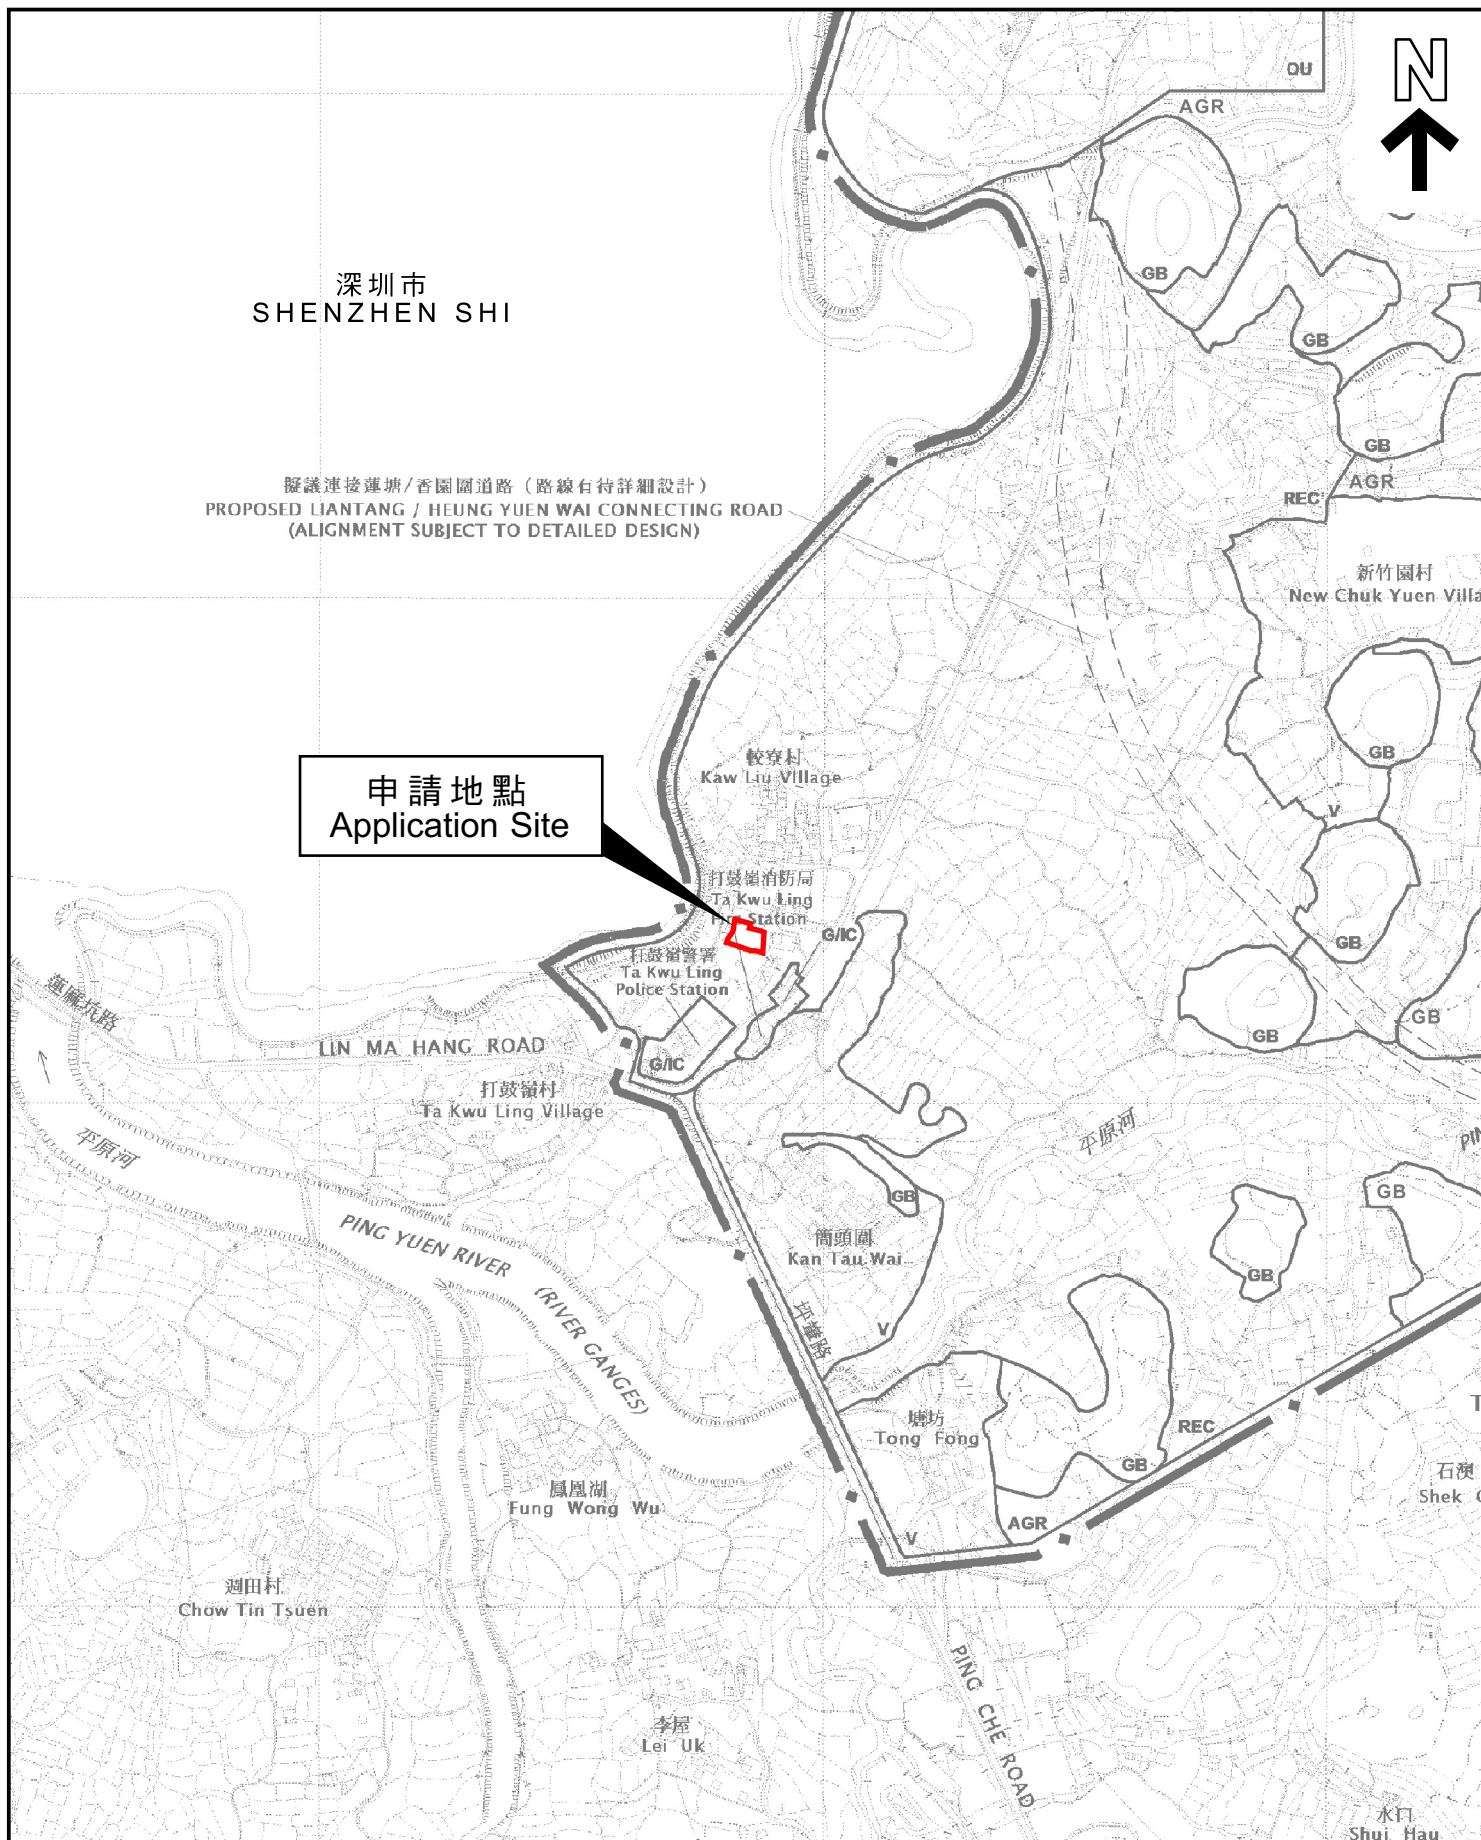 N
OU
AGR
GB
深圳市
SHENZHEN SHI
GB
GB
AGR
REC
擬議連接蓮塘/香園圍道路（路線有待詳細設計）
PROPOSED LIANTANG / HEUNG YUEN WAI CONNECTING ROAD
(ALIGNMENT SUBJECT TO DETAILED DESIGN)
新竹園村
New Chuk Yuen Villa
GB
較寮村
Kaw Liu Village
申請地點
Application Site
V
打鼓嶺消防局
Ta Kwu Ling
Fire Station
G/IC
GB
打鼓嶺警署
Ta Kwu Ling
Police Station
蓮麻坑路
GB
GB
LIN MA HANG ROAD
G/IC
打鼓嶺村
Ta Kwu Ling Village
平原河
平原河
PIN
GB
GB
PING YUEN RIVER
(RIVER GANGES)
簡頭圍
Kan Tau Wai
GB
坪輋路
V
塘坊
Tong Fong
REC
GB
T
石澳
Shek
鳳凰湖
Fung Wong Wu
AGR
V
週田村
Chow Tin Tsuen
PING CHE ROAD
李屋
Lei Uk
水口
Shui Hau